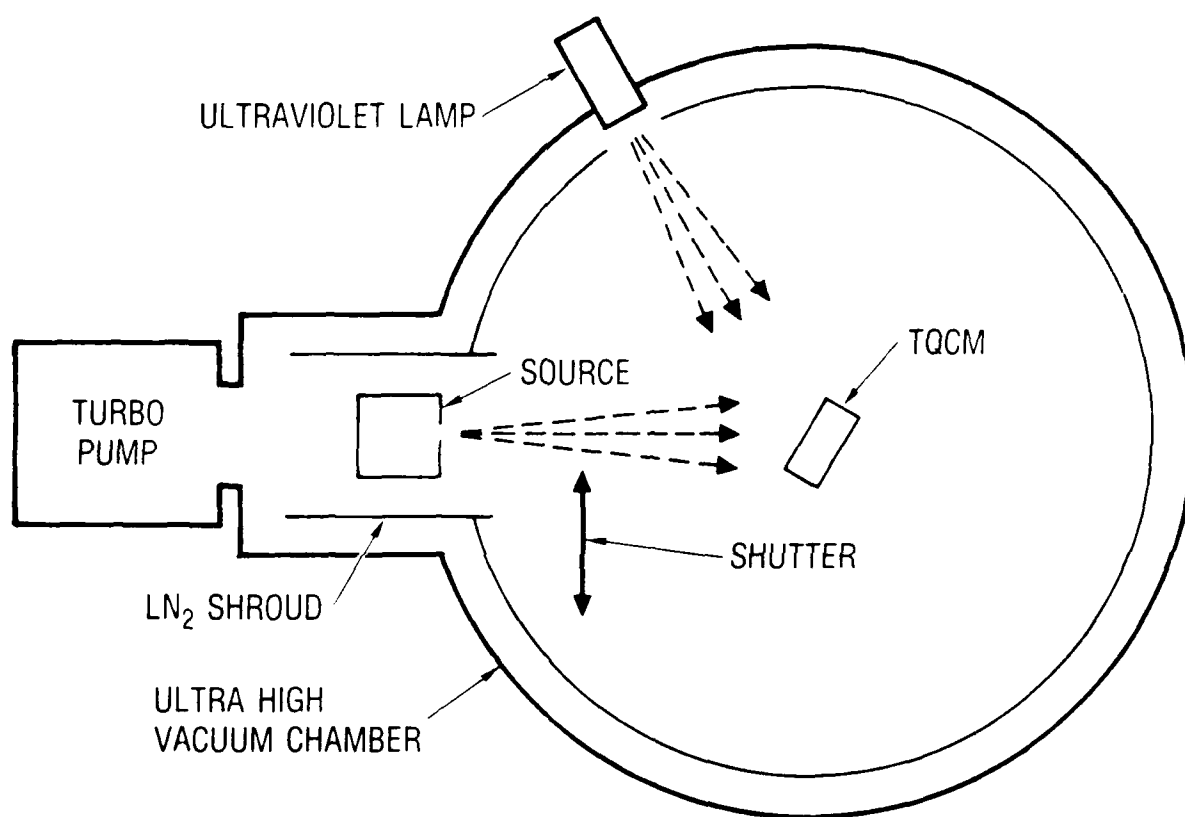 ULTRAVIOLET LAMP
TQCM
SOURCE
TURBO
PUMP
SHUTTER
LN₂ SHROUD
ULTRA HIGH
VACUUM CHAMBER